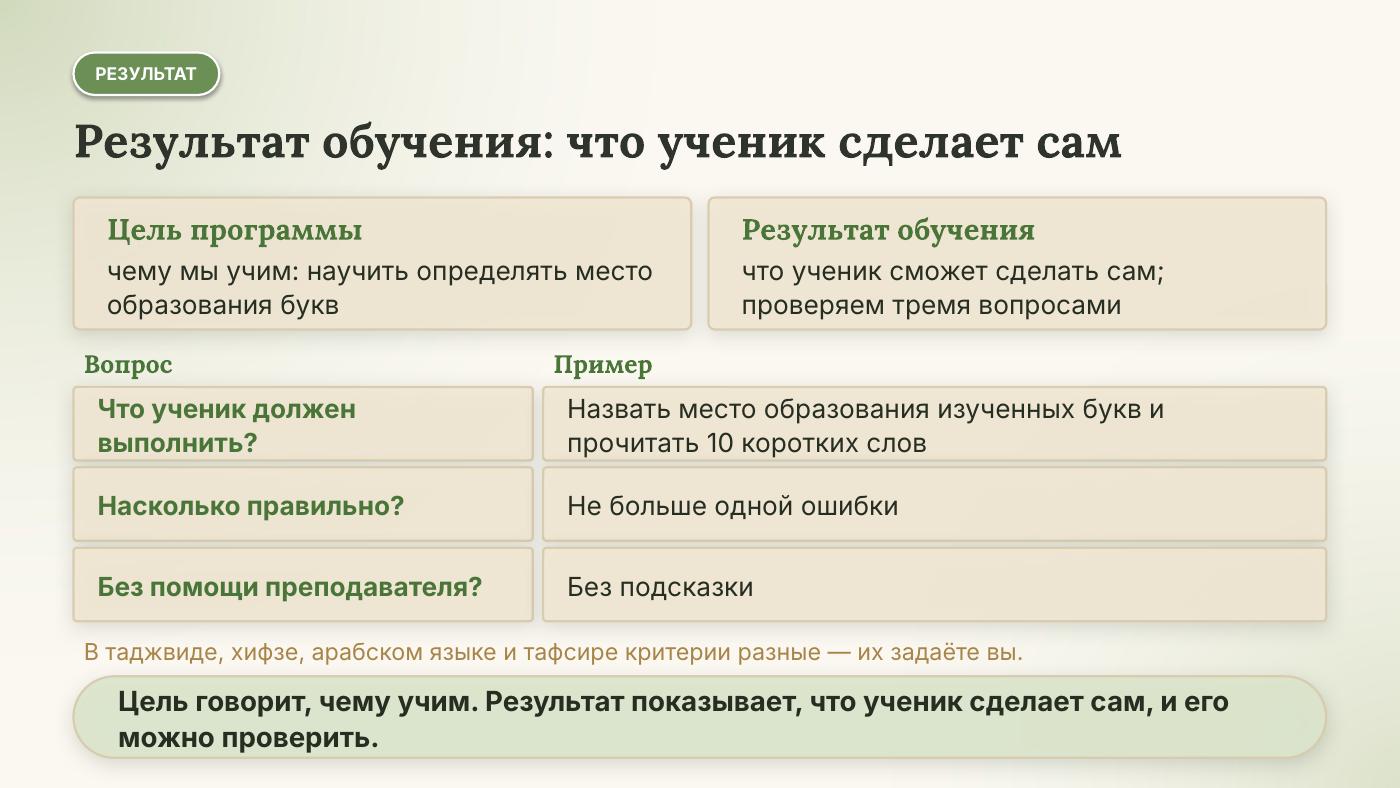 РЕЗУЛЬТАТ
Результат обучения: что ученик сделает сам
Цель программы
чему мы учим: научить определять место
образования букв
Результат обучения
что ученик сможет сделать сам;
проверяем тремя вопросами
Вопрос
Пример
Что ученик должен
выполнить?
Назвать место образования изученных букв и
прочитать 10 коротких слов
Насколько правильно?
Не больше одной ошибки
Без помощи преподавателя?
Без подсказки
В таджвиде, хифзе, арабском языке и тафсире критерии разные — их задаёте вы.
Цель говорит, чему учим. Результат показывает, что ученик сделает сам, и его
можно проверить.